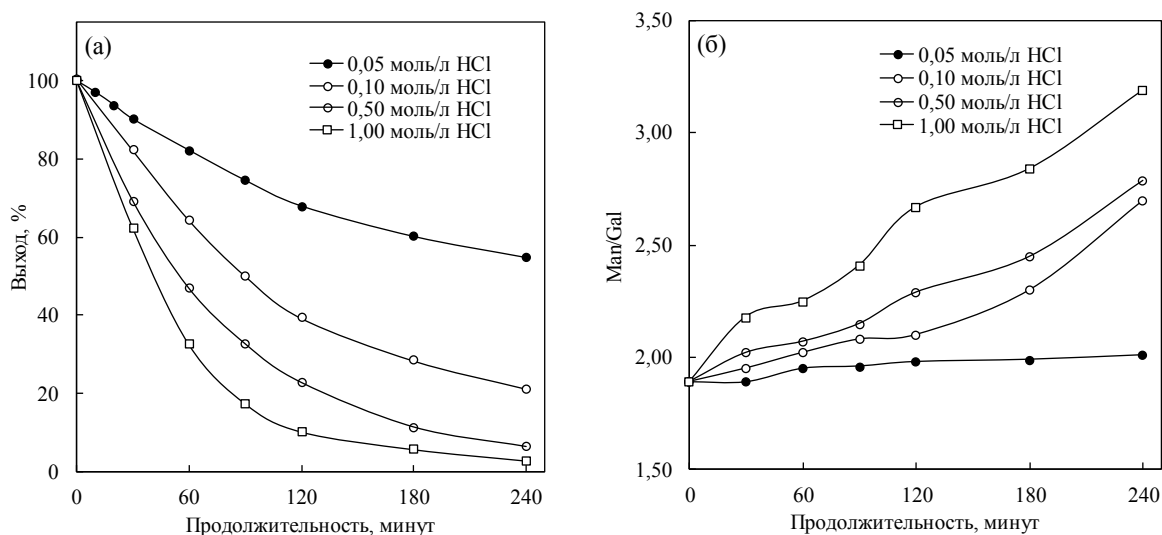 (а)
0,05 моль/л HCl
0,10 моль/л HCl
0,50 моль/л HCl
1,00 моль/л HCl
100
80
60
40
20
0
Выход, %
0 60 120 180 240
Продолжительность, минут
(б)
0,05 моль/л HCl
0,10 моль/л HCl
0,50 моль/л HCl
1,00 моль/л HCl
3,50
3,00
2,50
2,00
1,50
Man/Gal
0 60 120 180 240
Продолжительность, минут